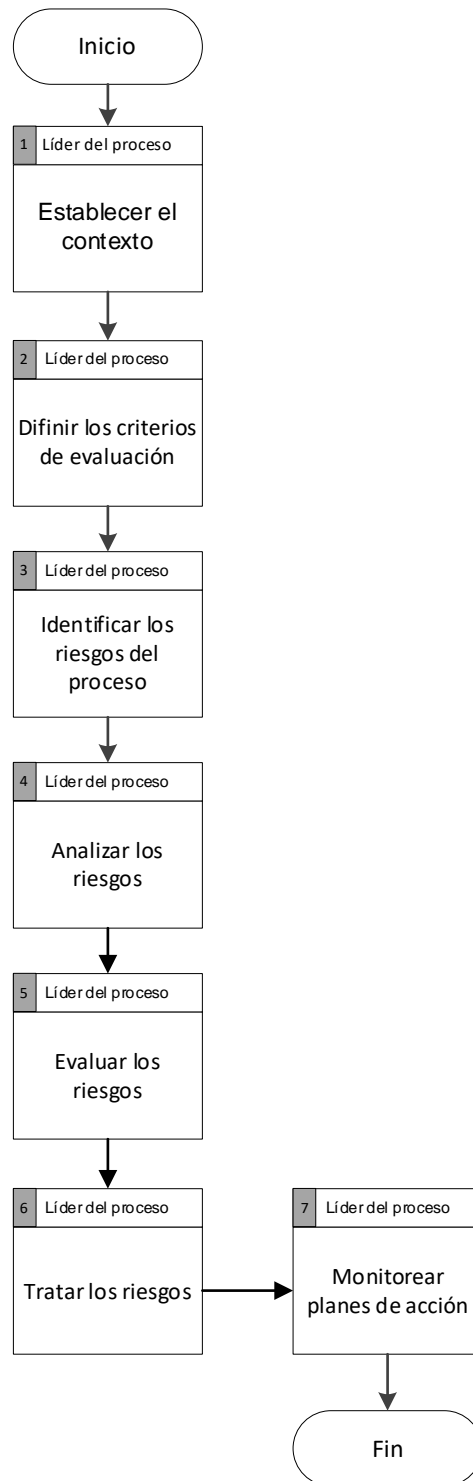 Inicio
1 Líder del proceso
Establecer el
contexto
2 Líder del proceso
Difinir los criterios
de evaluación
3 Líder del proceso
Identificar los
riesgos del
proceso
4 Líder del proceso
Analizar los
riesgos
5 Líder del proceso
Evaluar los
riesgos
6 Líder del proceso
Tratar los riesgos
7 Líder del proceso
Monitorear
planes de acción
Fin